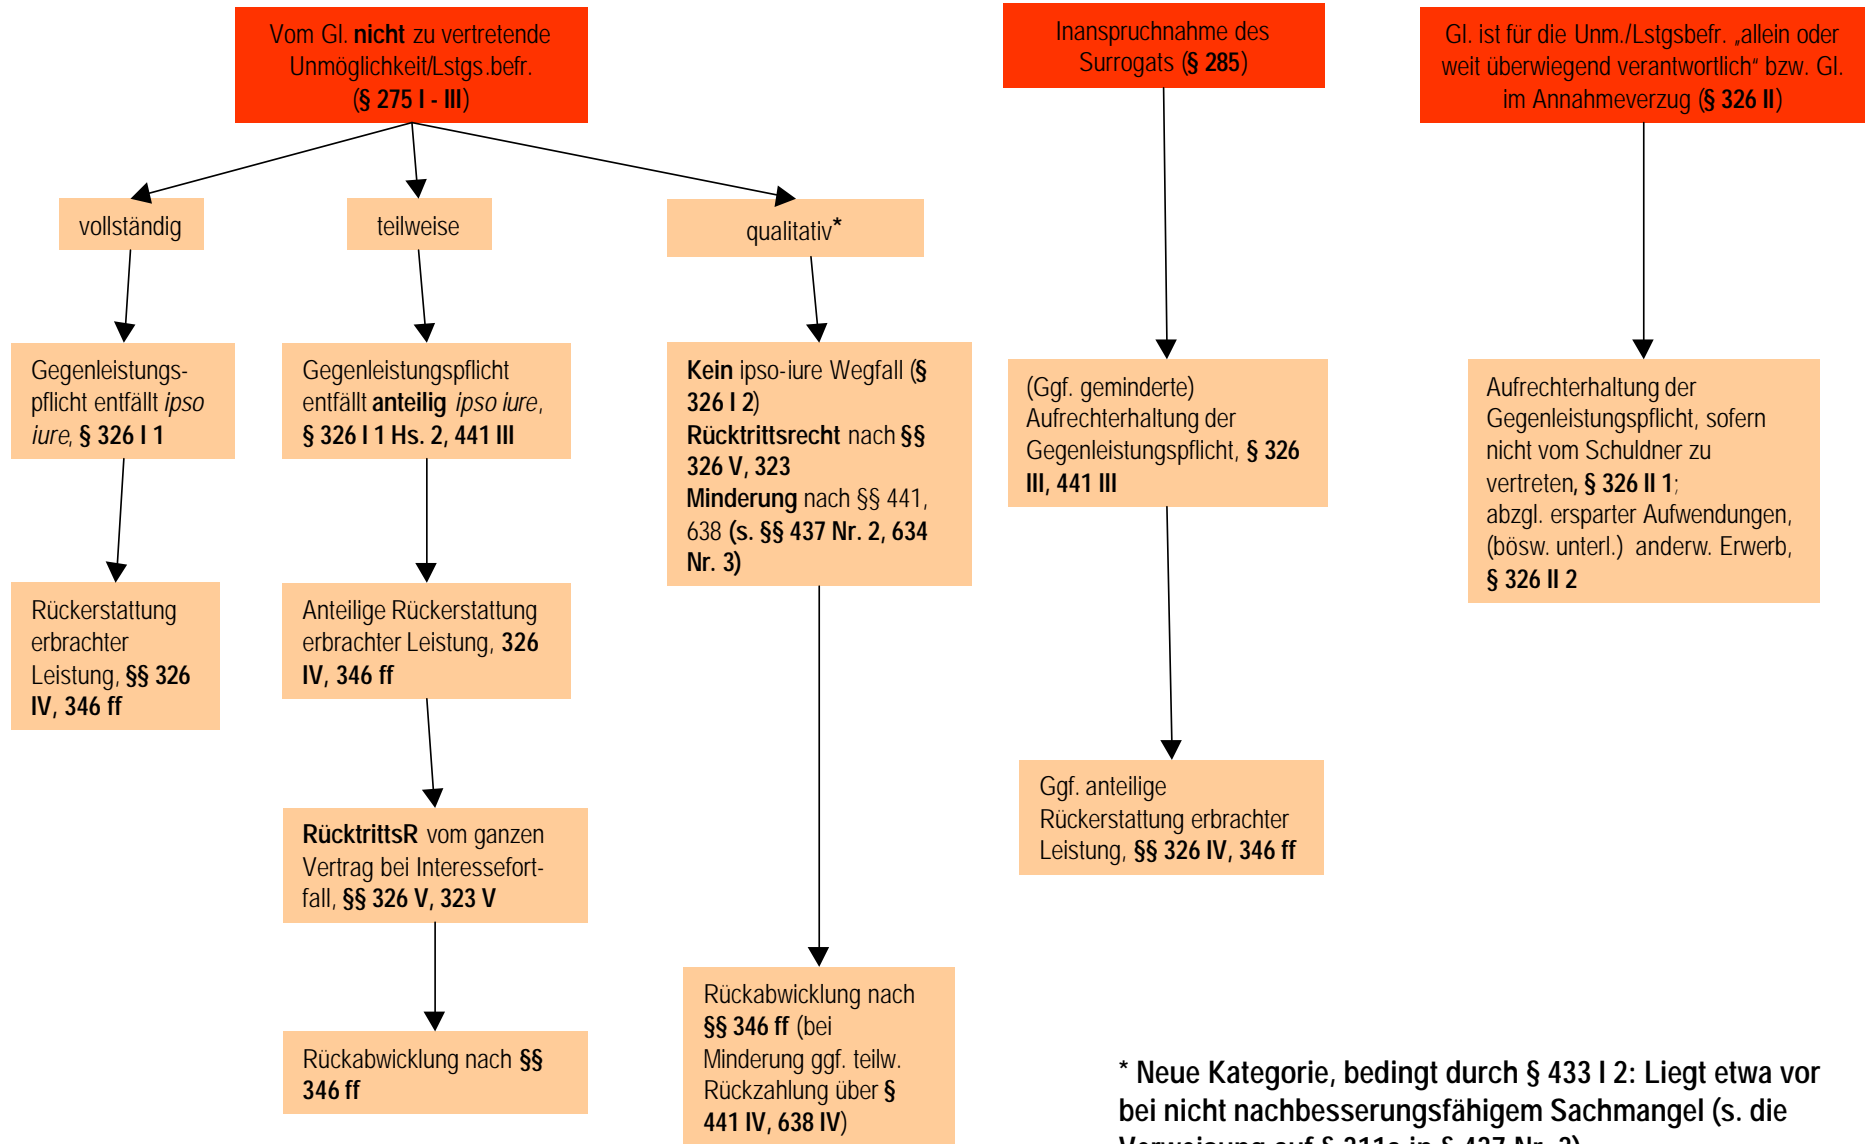 Vom Gl. nicht zu vertretende
Unmöglichkeit/Lstgs.befr.
(§ 275 I - III)
Inanspruchnahme des
Surrogats (§ 285)
Gl. ist für die Unm./Lstgsbefr. „allein oder
weit überwiegend verantwortlich“ bzw. Gl.
im Annahmeverzug (§ 326 II)
vollständig
teilweise
qualitativ*
Gegenleistungs-
pflicht entfällt ipso
iure, § 326 I 1
Gegenleistungspflicht
entfällt anteilig ipso iure,
§ 326 I 1 Hs. 2, 441 III
Kein ipso-iure Wegfall (§
326 I 2)
Rücktrittsrecht nach §§
326 V, 323
Minderung nach §§ 441,
638 (s. §§ 437 Nr. 2, 634
Nr. 3)
(Ggf. geminderte)
Aufrechterhaltung der
Gegenleistungspflicht, § 326
III, 441 III
Aufrechterhaltung der
Gegenleistungspflicht, sofern
nicht vom Schuldner zu
vertreten, § 326 II 1;
abzgl. ersparter Aufwendungen,
(bösw. unterl.) anderw. Erwerb,
§ 326 II 2
Rückerstattung
erbrachter
Leistung, §§ 326
IV, 346 ff
Anteilige Rückerstattung
erbrachter Leistung, 326
IV, 346 ff
RücktrittsR vom ganzen
Vertrag bei Interessefort-
fall, §§ 326 V, 323 V
Ggf. anteilige
Rückerstattung erbrachter
Leistung, §§ 326 IV, 346 ff
Rückabwicklung nach §§
346 ff
Rückabwicklung nach
§§ 346 ff (bei
Minderung ggf. teilw.
Rückzahlung über §
441 IV, 638 IV)
* Neue Kategorie, bedingt durch § 433 I 2: Liegt etwa vor
bei nicht nachbesserungsfähigem Sachmangel (s. die
Verweisung auf § 311a in § 437 Nr. 3)